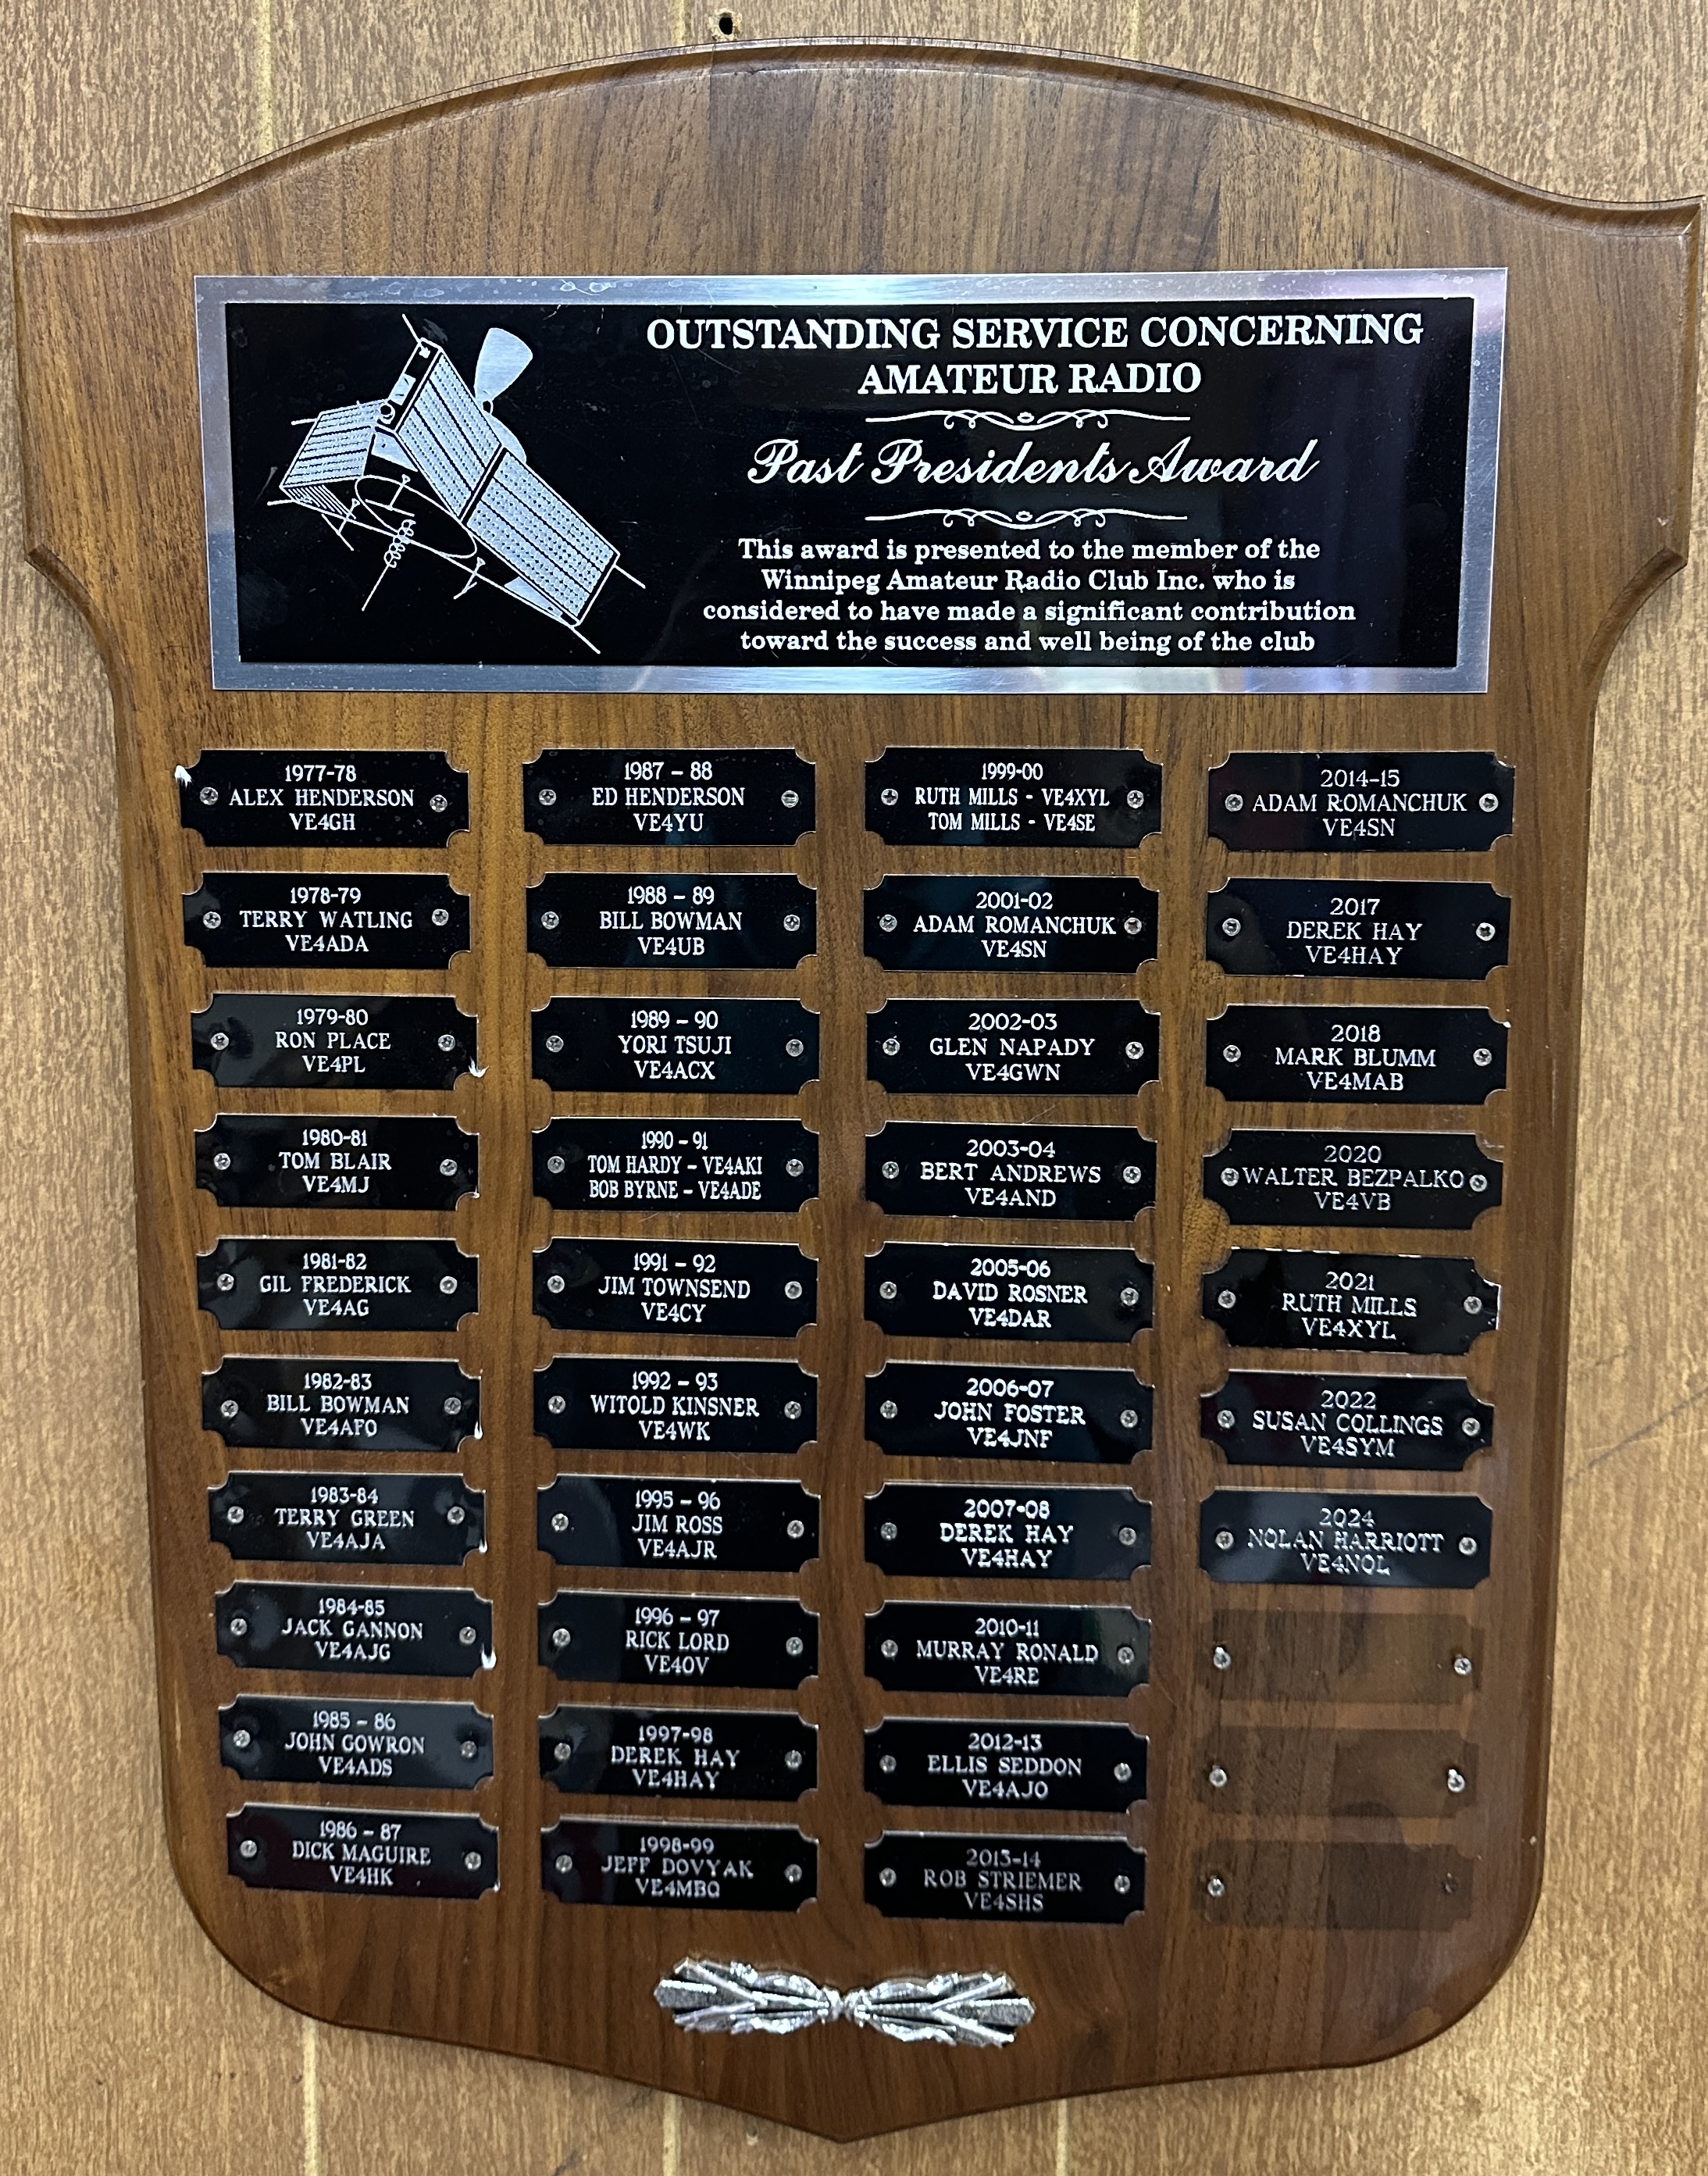 OUTSTANDING SERVICE CONCERNING
AMATEUR RADIO
Past Presidents Award
This award is presented to the member of the
Winnipeg Amateur Radio Club Inc. who is
considered to have made a significant contribution
toward the success and well being of the club
1977-78
ALEX HENDERSON
VE4GH
1978-79
TERRY WATLING
VE4ADA
1979-80
RON PLACE
VE4PL
1980-81
TOM BLAIR
VE4MJ
1981-82
GIL FREDERICK
VE4AG
1982-83
BILL BOWMAN
VE4AFO
1983-84
TERRY GREEN
VE4AJA
1984-85
JACK GANNON
VE4AJG
1985 – 86
JOHN GOWRON
VE4ADS
1986 – 87
DICK MAGUIRE
VE4HK
1987 – 88
ED HENDERSON
VE4YU
1988 – 89
BILL BOWMAN
VE4UB
1989 – 90
YORI TSUJI
VE4ACX
1990 – 91
TOM HARDY – VE4AKI
BOB BYRNE – VE4ADE
1991 – 92
JIM TOWNSEND
VE4CY
1992 – 93
WITOLD KINSNER
VE4WK
1995 – 96
JIM ROSS
VE4AJR
1996 – 97
RICK LORD
VE4OV
1997-98
DEREK HAY
VE4HAY
1998-99
JEFF DOVYAK
VE4MBQ
1999-00
RUTH MILLS - VE4XYL
TOM MILLS - VE4SE
2001-02
ADAM ROMANCHUK
VE4SN
2002-03
GLEN NAPADY
VE4GWN
2003-04
BERT ANDREWS
VE4AND
2005-06
DAVID ROSNER
VE4DAR
2006-07
JOHN FOSTER
VE4JNF
2007-08
DEREK HAY
VE4HAY
2010-11
MURRAY RONALD
VE4RE
2012-13
ELLIS SEDDON
VE4AJO
2013-14
ROB STRIEMER
VE4SHS
2014-15
ADAM ROMANCHUK
VE4SN
2017
DEREK HAY
VE4HAY
2018
MARK BLUMM
VE4MAB
2020
WALTER BEZPALKO
VE4VB
2021
RUTH MILLS
VE4XYL
2022
SUSAN COLLINGS
VE4SYM
2024
NOLAN HARRIOTT
VE4NOL